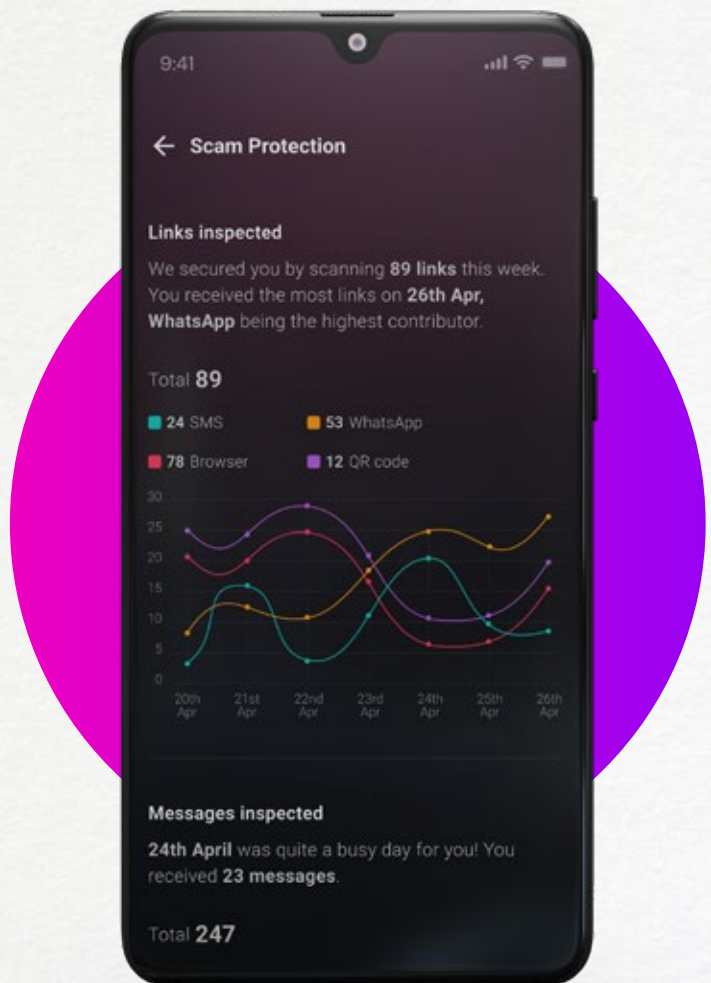 9:41
Scam Protection
Links inspected
We secured you by scanning 89 links this week.
You received the most links on 26th Apr,
WhatsApp being the highest contributor.
Total 89
24 SMS
53 WhatsApp
78 Browser
12 QR code
30
25
20
15
10
5
0
20th Apr
21st Apr
22nd Apr
23rd Apr
24th Apr
25th Apr
26th Apr
Messages inspected
24th April was quite a busy day for you! You
received 23 messages.
Total 247